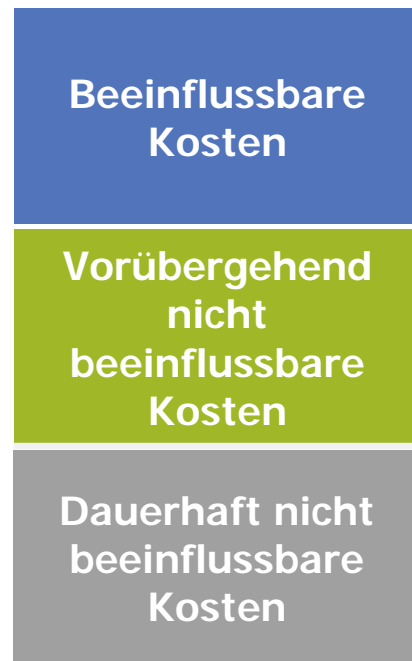 Beeinflussbare
Kosten
Vorübergehend
nicht
beeinflussbare
Kosten
Dauerhaft nicht
beeinflussbare
Kosten